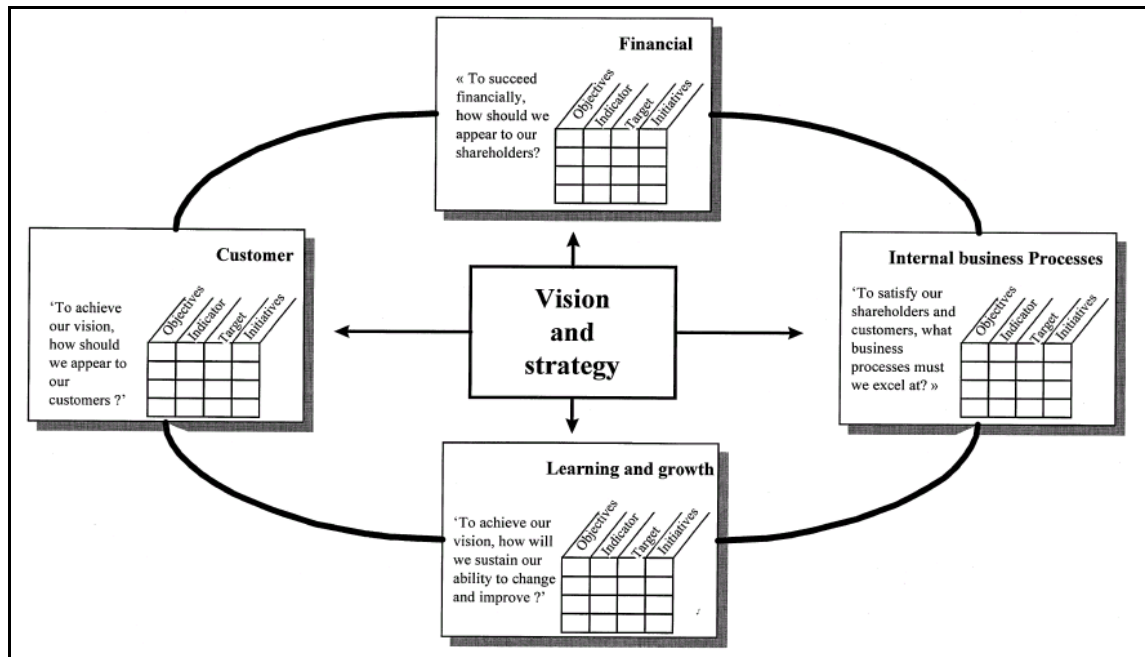 Financial
« To succeed
financially,
how should we
appear to our
shareholders?
Objectives
Indicator
Target
Initiatives
Customer
'To achieve
our vision,
how should
we appear to
our
customers ?'
Objectives
Indicator
Target
Initiatives
Vision
and
strategy
Internal business Processes
'To satisfy our
shareholders and
customers, what
business
processes must
we excel at? »
Objectives
Indicator
Target
Initiatives
Learning and growth
'To achieve our
vision, how will
we sustain our
ability to change
and improve ?'
Objectives
Indicator
Target
Initiatives